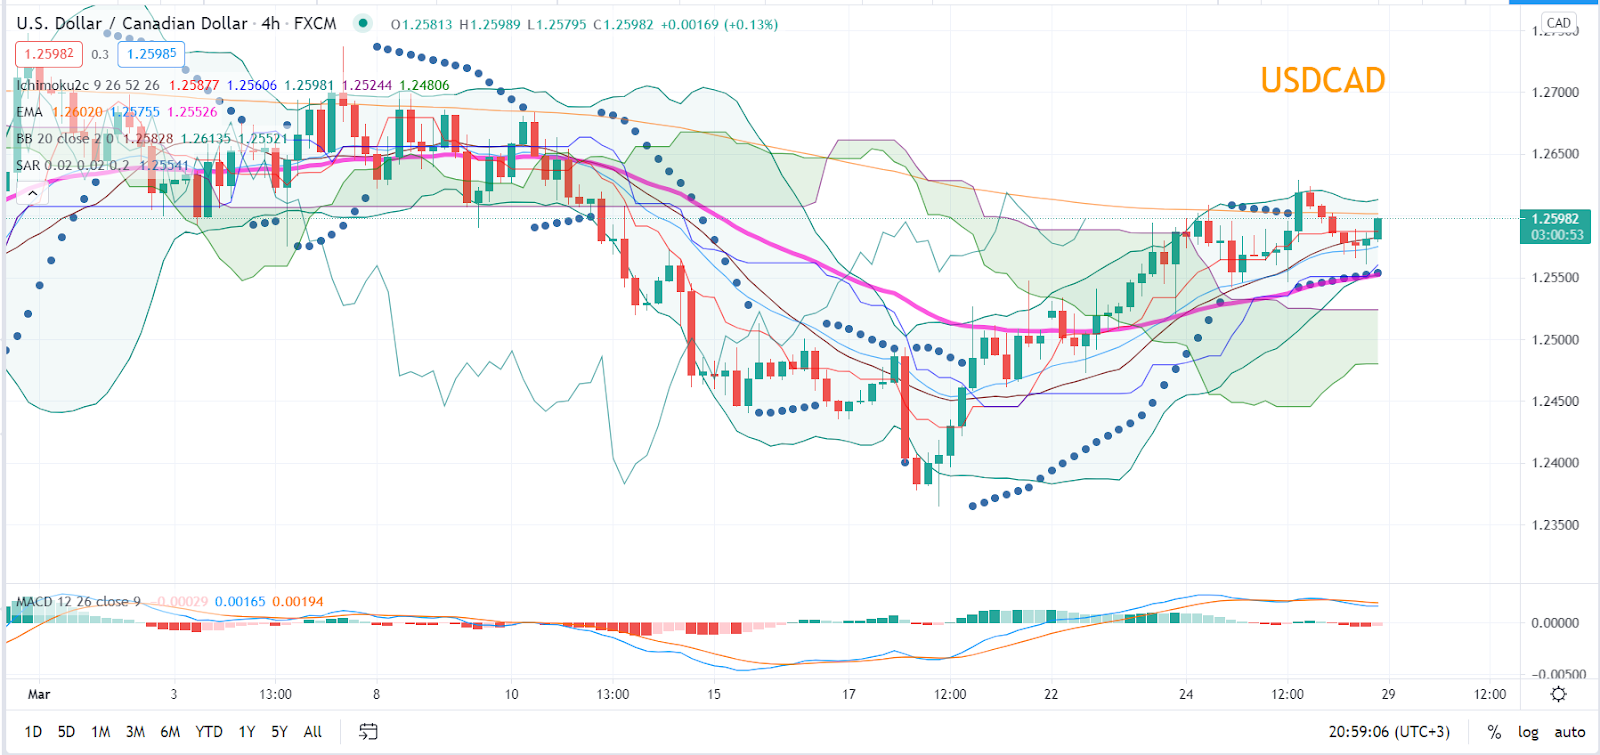 U.S. Dollar / Canadian Dollar · 4h · FXCM O1.25813 H1.25989 L1.25795 C1.25982 +0.00169 (+0.13%)
1.25982 0.3 1.25985
Ichimoku2c 9 26 52 26 1.25877 1.25606 1.25981 1.25244 1.24806
EMA 1.26020 1.25755 1.25526
BB 20 close 2 0 1.25828 1.26135 1.25521
SAR 0.02 0.02 0.2 1.25541
USDCAD
CAD
1.27000
1.26500
1.25982
03:00:53
1.25500
1.25000
1.24500
1.24000
1.23500
MACD 12 26 close 9 -0.00029 0.00165 0.00194
0.00000
-0.00500
Mar 3 13:00 8 10 13:00 15 17 12:00 22 24 12:00 29 12:00
1D 5D 1M 3M 6M YTD 1Y 5Y All 20:59:06 (UTC+3) % log auto